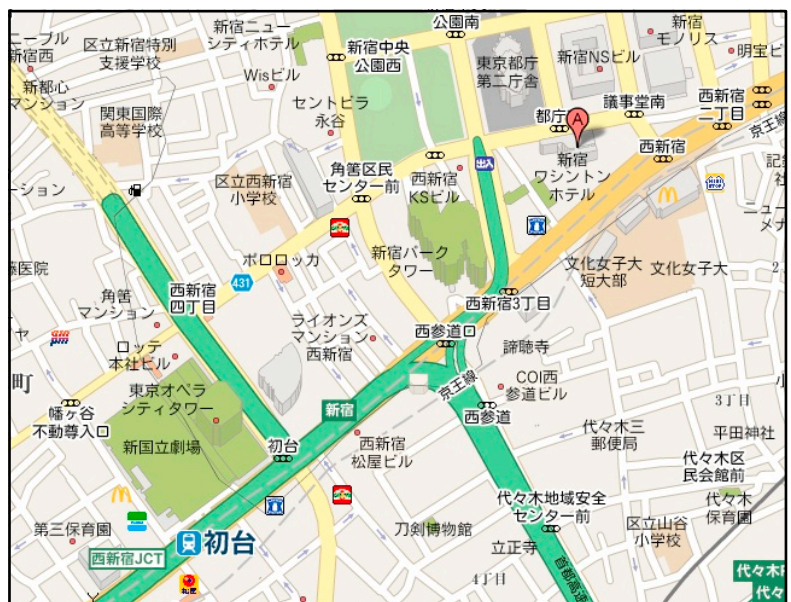 公園南
新宿ニュー
シティホテル
新宿
モノリス
ニーブル
新宿西
区立新宿特別
支援学校
新宿中央
公園西
東京都庁
第二庁舎
新宿NSビル
明宝ビ
Wisビル
新都心
マンション
セントビラ
永谷
関東国際
高等学校
都庁
議事堂南
西新宿
二丁目
A
京王線
角筈区民
センター前
出入
西新宿
新宿
ワシントン
ホテル
西新宿
KSビル
区立西新宿
小学校
ーション
新宿パーク
タワー
ポロロッカ
文化女子大
短大部
文化女子大
藤医院
431
角筈
マンション
西新宿
四丁目
西新宿3丁目
ライオンズ
マンション
西新宿
西参道口
諦聴寺
am
pm
ロッテ
本社ビル
町
COI西
参道ビル
京王線
東京オペラ
シティタワー
幡ヶ谷
不動尊入口
新宿
西参道
3丁目
代々木三
郵便局
平田神社
新国立劇場
初台
西新宿
松屋ビル
代々木区
民会館前
代々木地域安全
センター前
代々木
保育園
第三保育園
刀剣博物館
区立山谷
小学校
初台
立正寺
西新宿JCT
首都高速
4丁目
代々木
代々